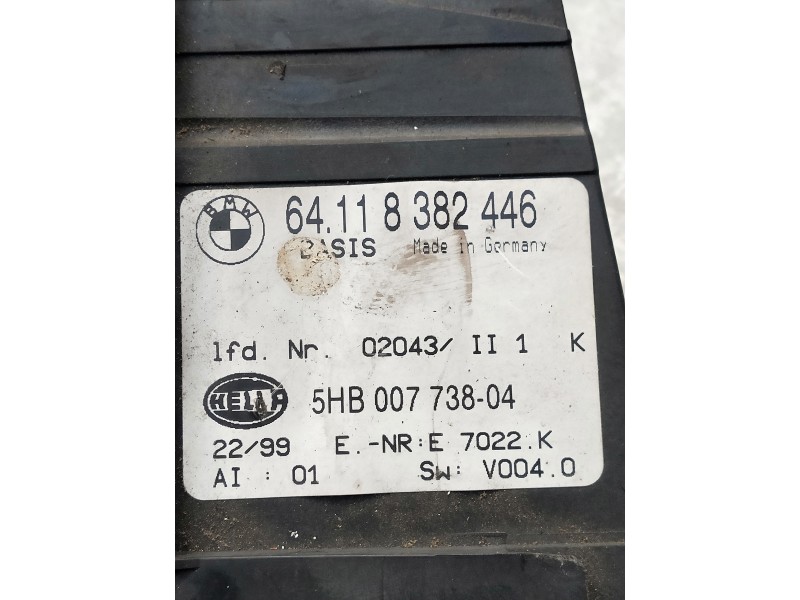 BMW
64.11 8 382 446
BASIS Made in Germany
lfd. Nr. 02043/ II 1 K
HELLA
5HB 007 738-04
22/99 E.-NR:E 7022.K
AI : 01 SW: V004.0